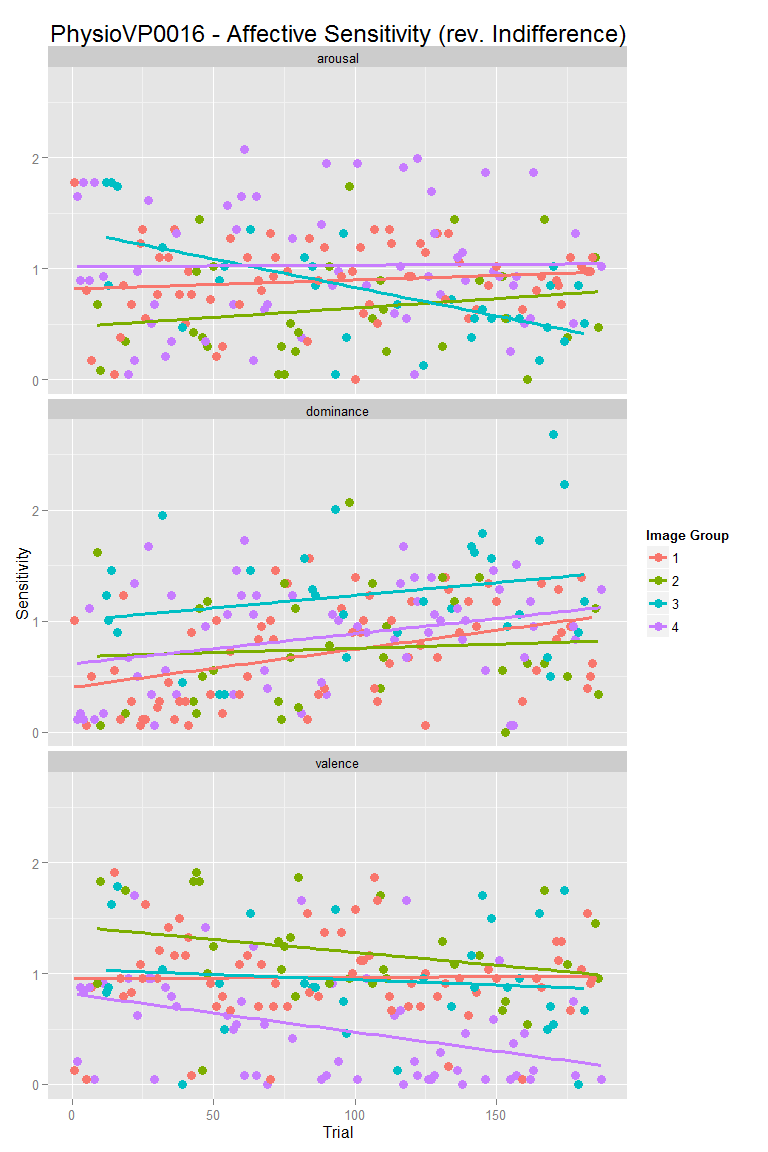 PhysioVP0016 - Affective Sensitivity (rev. Indifference)
arousal
2
1
0
dominance
2
1
0
valence
2
1
0
0 50 100 150
Trial
Sensitivity
Image Group
1
2
3
4